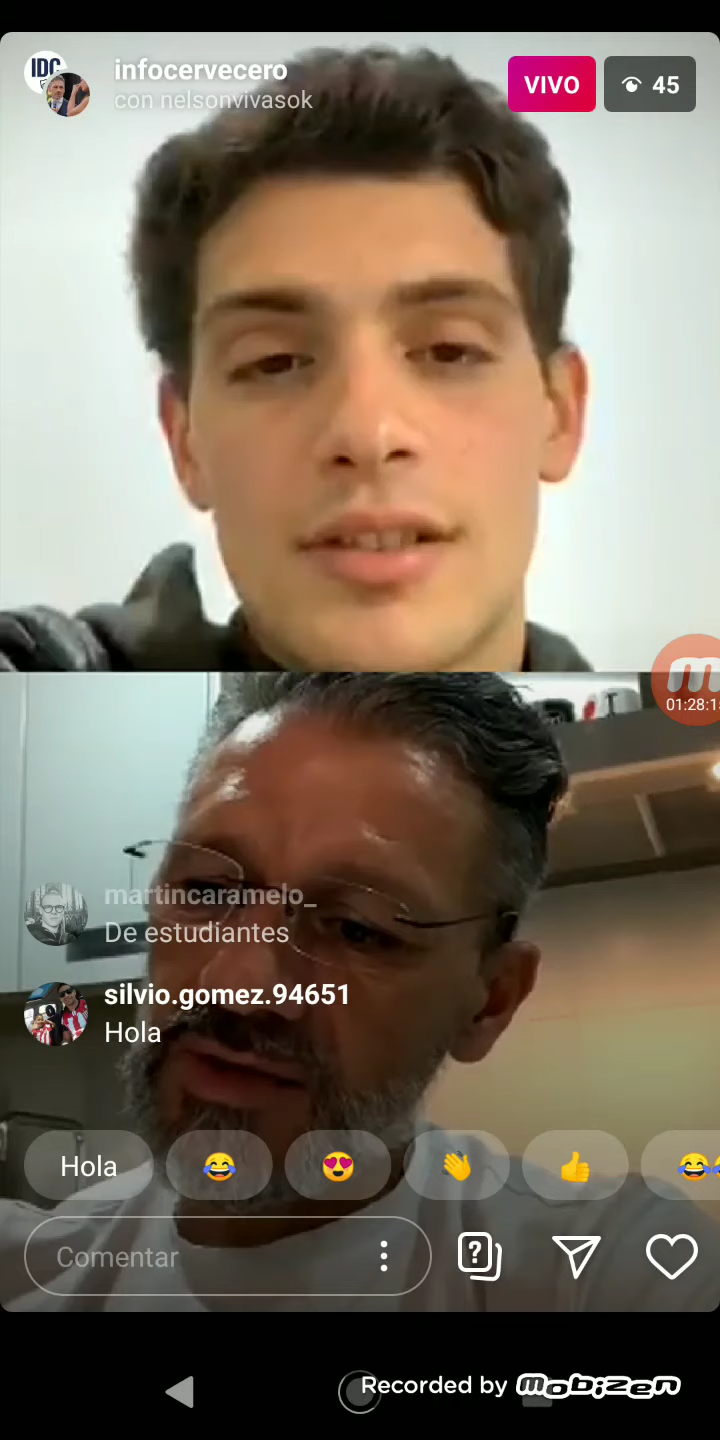 IDC
infocervecero
con nelsonvivasok
VIVO
45
01:28:1
martincaramelo_
De estudiantes
silvio.gomez.94651
Hola
Hola
Comentar
Recorded by mobizen